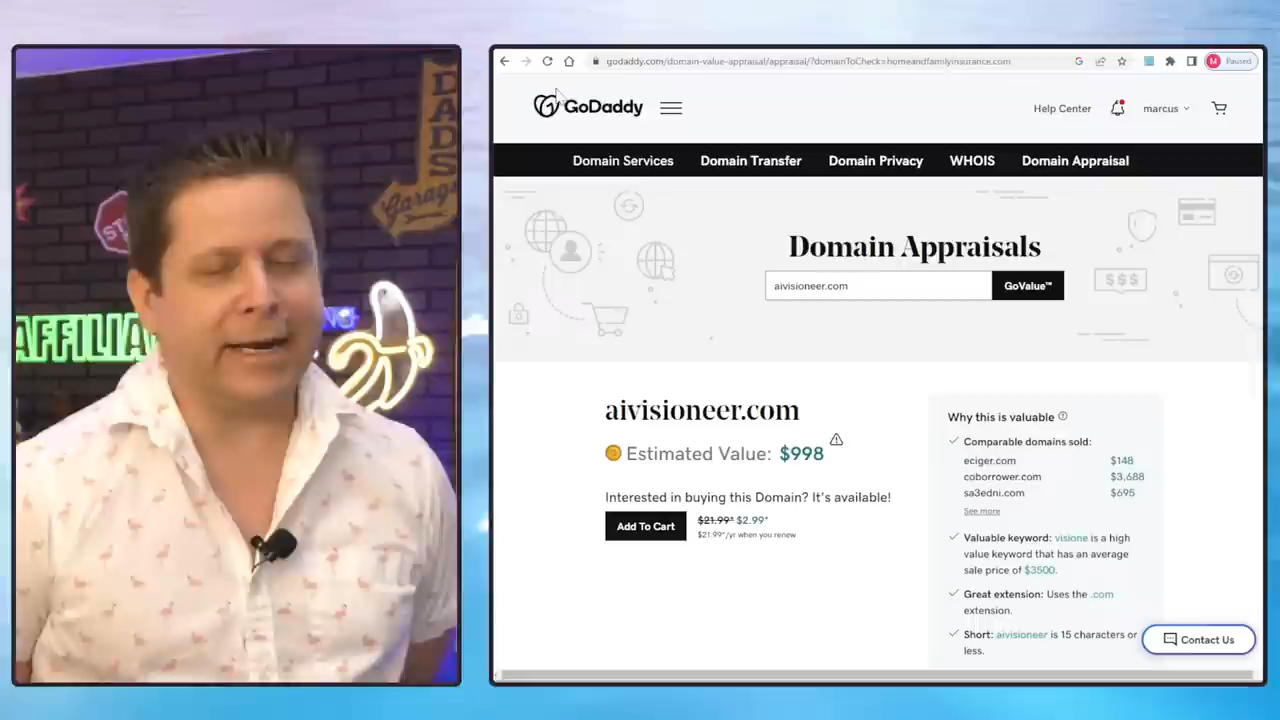 DADS
Garage
ST
AFFILIA
NG
godaddy.com/domain-value-appraisal/appraisal/?domainToCheck=homeandfamilyinsurance.com
M Paused
GoDaddy
Help Center
marcus
Domain Services Domain Transfer Domain Privacy WHOIS Domain Appraisal
Domain Appraisals
aivisioneer.com GoValue™
$$$
aivisioneer.com
Estimated Value: $998
Interested in buying this Domain? It's available!
Add To Cart $21.99* $2.99*
$21.99*/yr when you renew
Why this is valuable
Comparable domains sold:
eciger.com $148
coborrower.com $3,688
sa3edni.com $695
See more
Valuable keyword: visione is a high
value keyword that has an average
sale price of $3500.
Great extension: Uses the .com
extension.
Short: aivisioneer is 15 characters or
less.
Contact Us